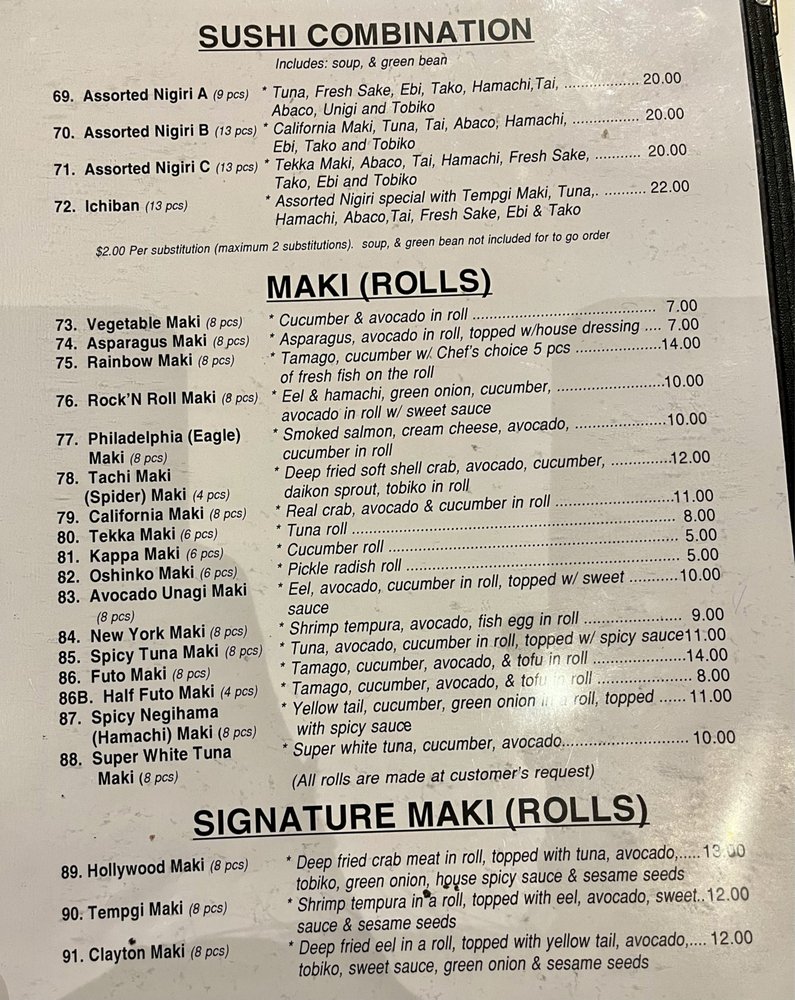 SUSHI COMBINATION
Includes: soup, & green bean
69. Assorted Nigiri A (9 pcs) * Tuna, Fresh Sake, Ebi, Tako, Hamachi,Tai, .................. 20.00
Abaco, Unigi and Tobiko
70. Assorted Nigiri B (13 pcs) * California Maki, Tuna, Tai, Abaco, Hamachi, ................ 20.00
Ebi, Tako and Tobiko
71. Assorted Nigiri C (13 pcs) * Tekka Maki, Abaco, Tai, Hamachi, Fresh Sake, ........... 20.00
Tako, Ebi and Tobiko
72. Ichiban (13 pcs) * Assorted Nigiri special with Tempgi Maki, Tuna,. .......... 22.00
Hamachi, Abaco,Tai, Fresh Sake, Ebi & Tako
$2.00 Per substitution (maximum 2 substitutions). soup, & green bean not included for to go order
MAKI (ROLLS)
73. Vegetable Maki (8 pcs) * Cucumber & avocado in roll ............................................ 7.00
74. Asparagus Maki (8 pcs) * Asparagus, avocado in roll, topped w/house dressing .... 7.00
75. Rainbow Maki (8 pcs) * Tamago, cucumber w/ Chef's choice 5 pcs ....................14.00
of fresh fish on the roll
76. Rock'N Roll Maki (8 pcs) * Eel & hamachi, green onion, cucumber, ..........................10.00
avocado in roll w/ sweet sauce
77. Philadelphia (Eagle) * Smoked salmon, cream cheese, avocado, ......................10.00
Maki (8 pcs) cucumber in roll
78. Tachi Maki * Deep fried soft shell crab, avocado, cucumber, ..............12.00
(Spider) Maki (4 pcs) daikon sprout, tobiko in roll
79. California Maki (8 pcs) * Real crab, avocado & cucumber in roll ............................11.00
80. Tekka Maki (6 pcs) * Tuna roll .............................................................................. 8.00
81. Kappa Maki (6 pcs) * Cucumber roll ...................................................................... 5.00
82. Oshinko Maki (6 pcs) * Pickle radish roll .................................................................. 5.00
83. Avocado Unagi Maki * Eel, avocado, cucumber in roll, topped w/ sweet ............10.00
(8 pcs) sauce
84. New York Maki (8 pcs) * Shrimp tempura, avocado, fish egg in roll ........................ 9.00
85. Spicy Tuna Maki (8 pcs) * Tuna, avocado, cucumber in roll, topped w/ spicy sauce11.00
86. Futo Maki (8 pcs) * Tamago, cucumber, avocado, & tofu in roll ......................14.00
86B. Half Futo Maki (4 pcs) * Tamago, cucumber, avocado, & tofu in roll ...................... 8.00
87. Spicy Negihama * Yellow tail, cucumber, green onion in a roll, topped ...... 11.00
(Hamachi) Maki (8 pcs) with spicy sauce
88. Super White Tuna * Super white tuna, cucumber, avocado.............................. 10.00
Maki (8 pcs)
(All rolls are made at customer's request)
SIGNATURE MAKI (ROLLS)
89. Hollywood Maki (8 pcs) * Deep fried crab meat in roll, topped with tuna, avocado,.....13.00
tobiko, green onion, house spicy sauce & sesame seeds
90. Tempgi Maki (8 pcs) * Shrimp tempura in a roll, topped with eel, avocado, sweet..12.00
sauce & sesame seeds
91. Clayton Maki (8 pcs) * Deep fried eel in a roll, topped with yellow tail, avocado,.... 12.00
tobiko, sweet sauce, green onion & sesame seeds